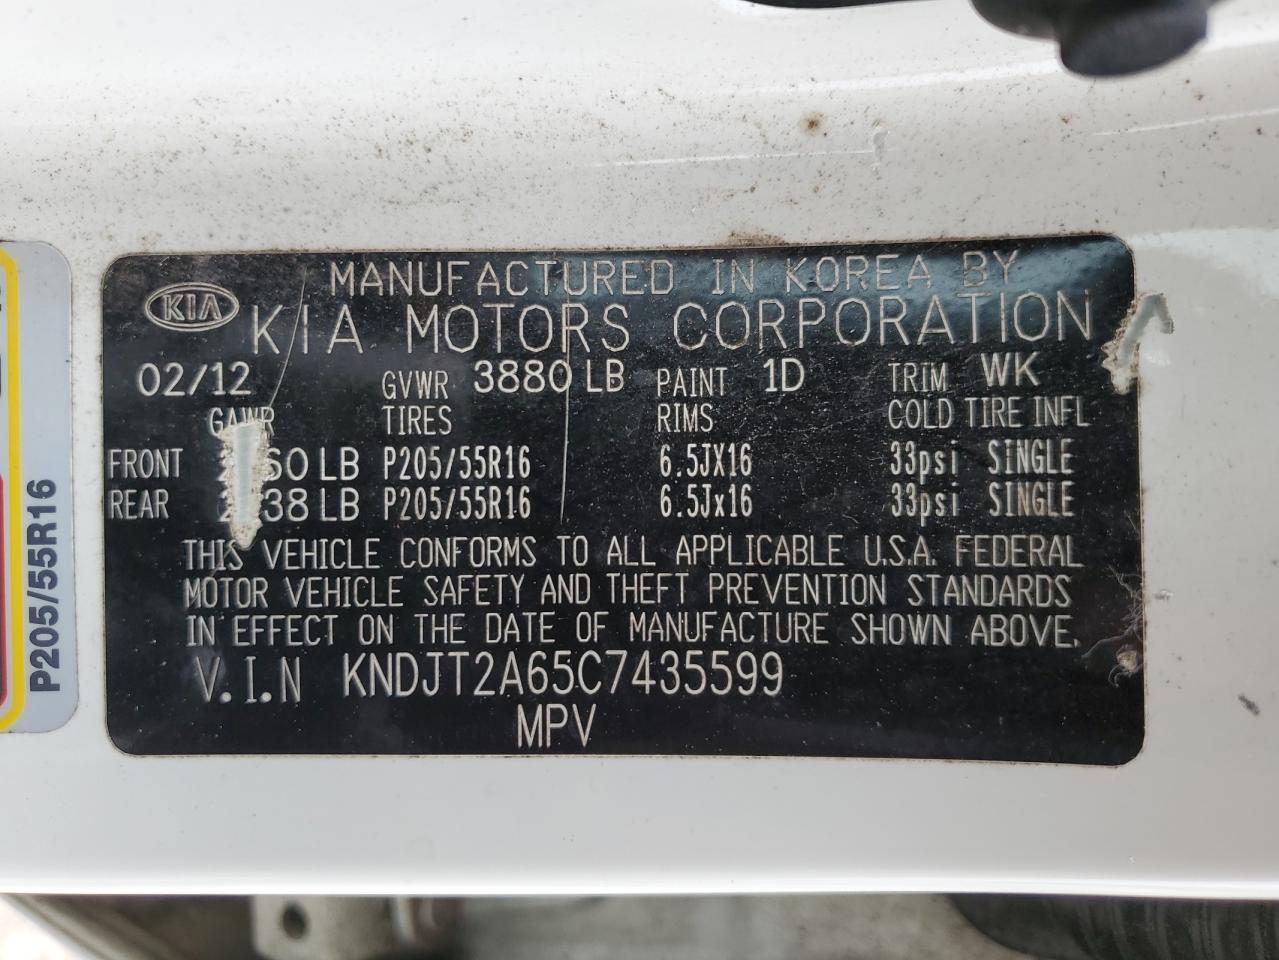 MANUFACTURED IN KOREA BY
KIA KIA MOTORS CORPORATION
02/12 GVWR 3880 LB PAINT 1D TRIM WK
GAWR TIRES RIMS COLD TIRE INFL
FRONT LB P205/55R16 6.5JX16 33psi SINGLE
REAR LB P205/55R16 6.5Jx16 33psi SINGLE
THIS VEHICLE CONFORMS TO ALL APPLICABLE U.S.A. FEDERAL
MOTOR VEHICLE SAFETY AND THEFT PREVENTION STANDARDS
IN EFFECT ON THE DATE OF MANUFACTURE SHOWN ABOVE.
V.I.N KNDJT2A65C7435599
MPV
P205/55R16